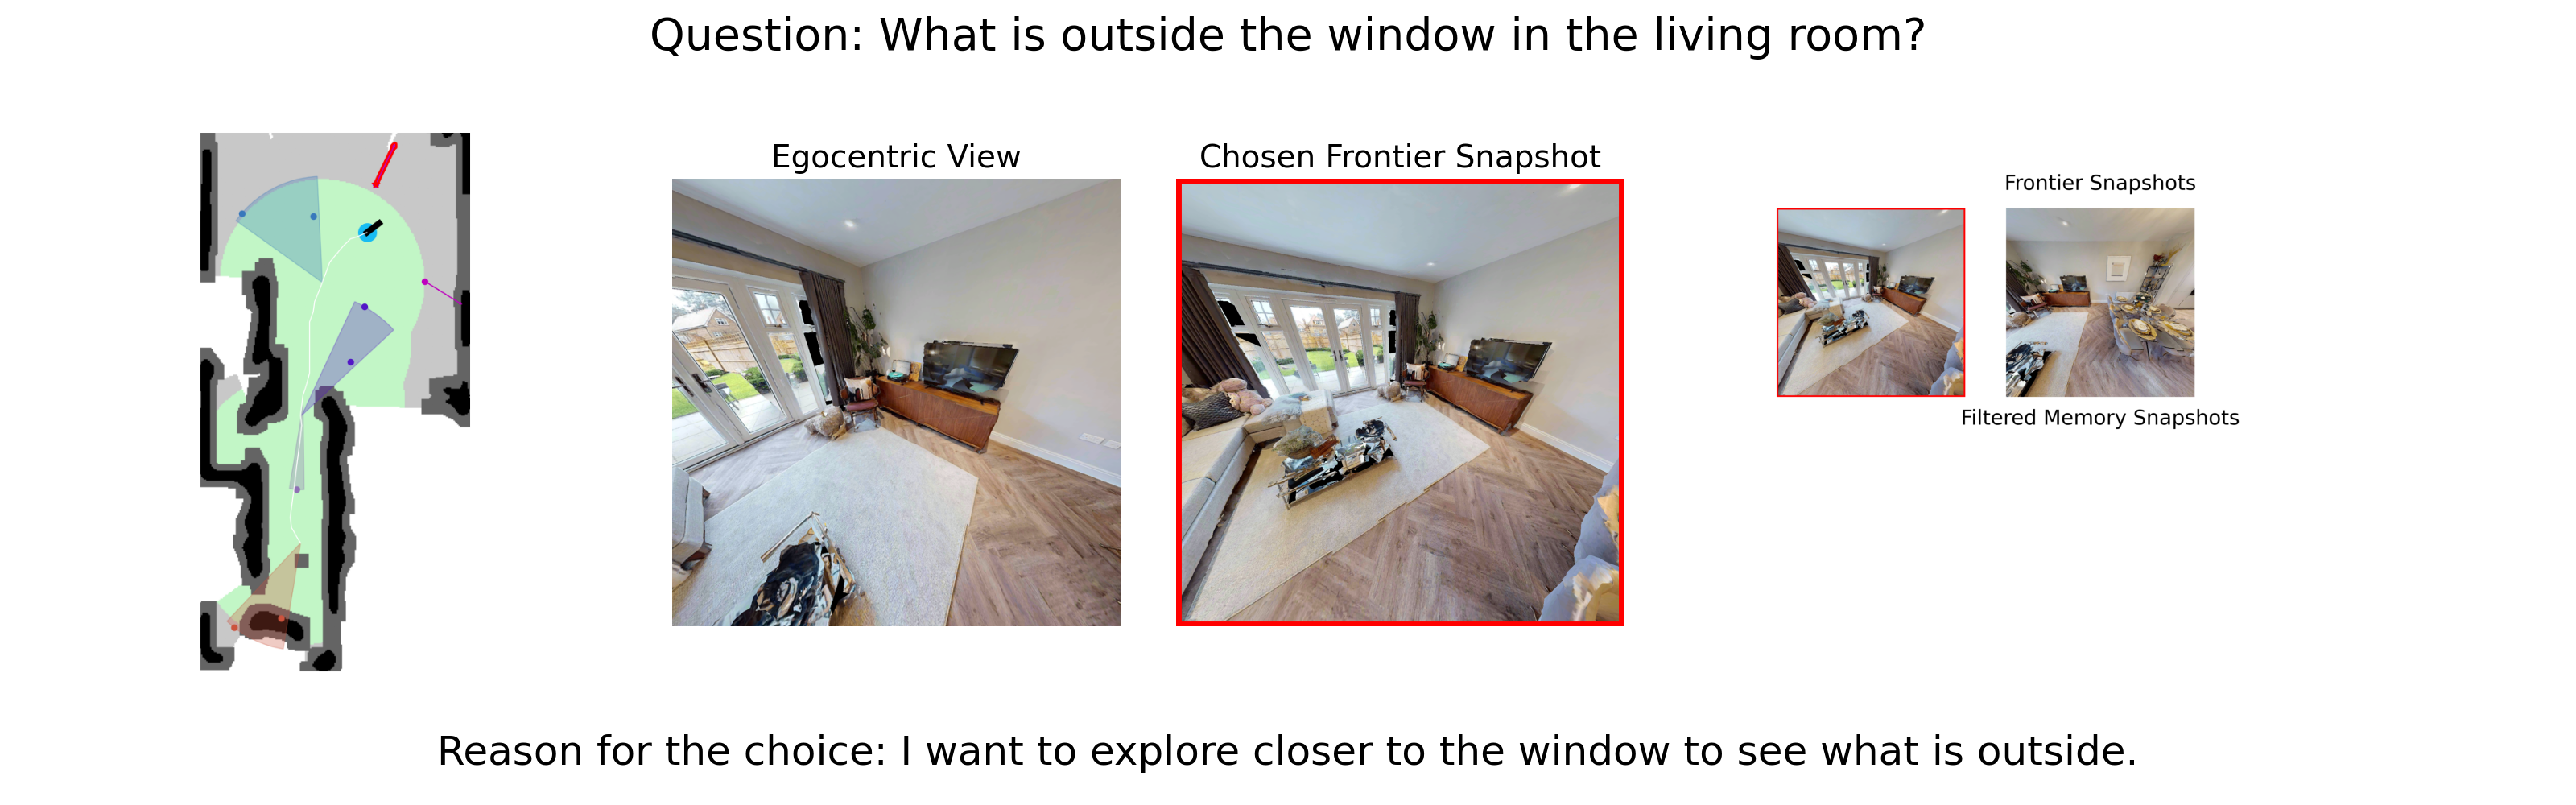 Question: What is outside the window in the living room?
Egocentric View
Chosen Frontier Snapshot
Frontier Snapshots
Filtered Memory Snapshots
Reason for the choice: I want to explore closer to the window to see what is outside.